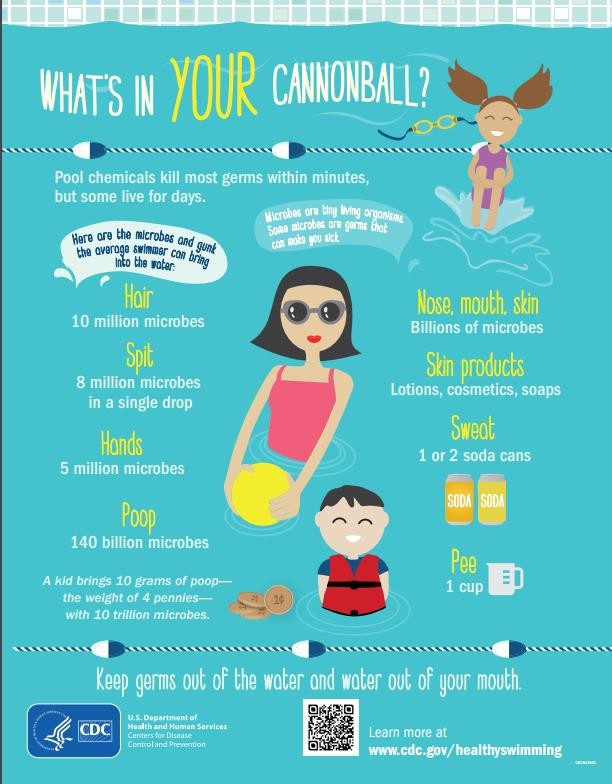 WHAT'S IN YOUR CANNONBALL?
Pool chemicals kill most germs within minutes,
but some live for days.
Here are the microbes and gunk
the average swimmer can bring
into the water:
Microbes are tiny living organisms.
Some microbes are germs that
can make you sick.
Hair
10 million microbes
Spit
8 million microbes
in a single drop
Hands
5 million microbes
Poop
140 billion microbes
A kid brings 10 grams of poop—
the weight of 4 pennies—
with 10 trillion microbes.
1¢
Nose, mouth, skin
Billions of microbes
Skin products
Lotions, cosmetics, soaps
Sweat
1 or 2 soda cans
SODA
SODA
Pee
1 cup
Keep germs out of the water and water out of your mouth.
CDC
U.S. Department of
Health and Human Services
Centers for Disease
Control and Prevention
Learn more at
www.cdc.gov/healthyswimming